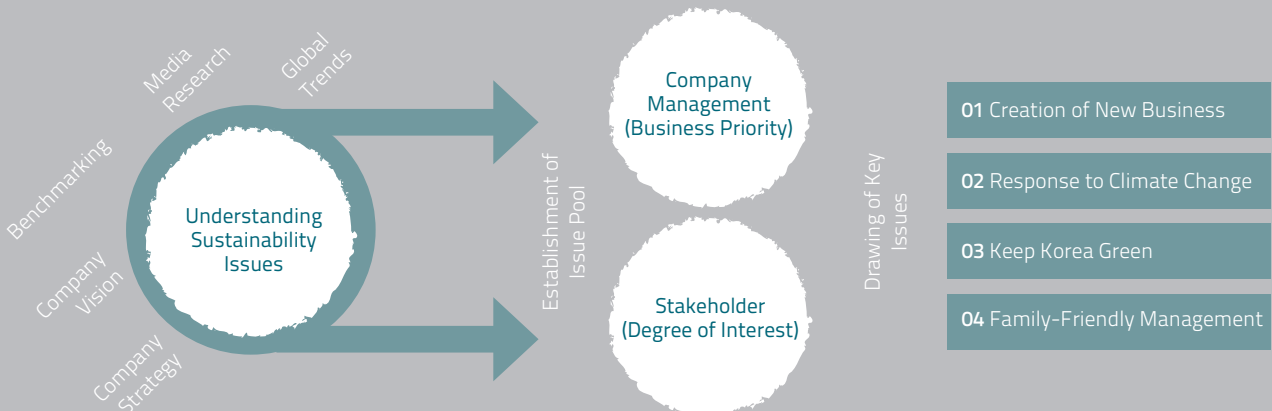 Global
Trends
Media
Research
Benchmarking
Company
Vision
Company
Strategy
Understanding
Sustainability
Issues
Establishment of
Issue Pool
Company
Management
(Business Priority)
Stakeholder
(Degree of Interest)
Drawing of Key
Issues
01 Creation of New Business
02 Response to Climate Change
03 Keep Korea Green
04 Family-Friendly Management